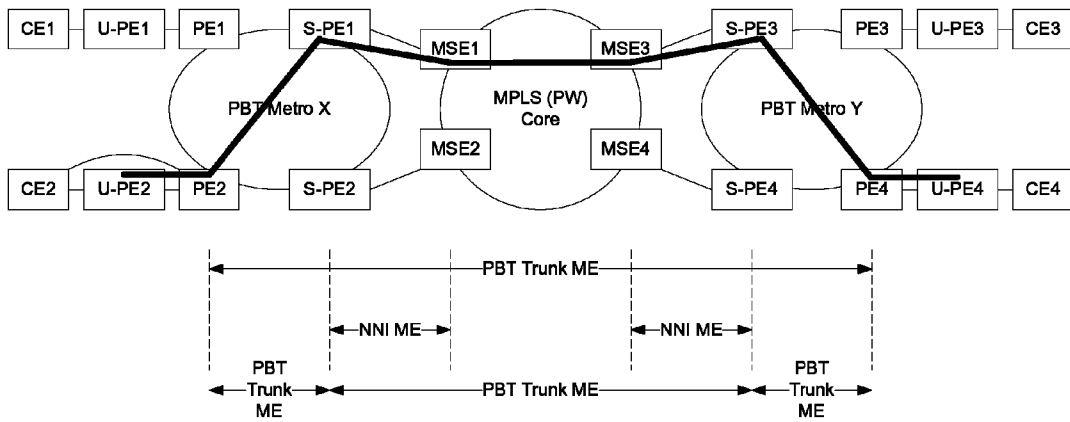 CE1 U-PE1 PE1 S-PE1 MSE1 MSE3 S-PE3 PE3 U-PE3 CE3
PBT Metro X
MPLS (PW)
Core
PBT Metro Y
CE2 U-PE2 PE2 S-PE2 MSE2 MSE4 S-PE4 PE4 U-PE4 CE4
PBT Trunk ME
NNI ME NNI ME
PBT
Trunk
ME
PBT Trunk ME
PBT
Trunk
ME